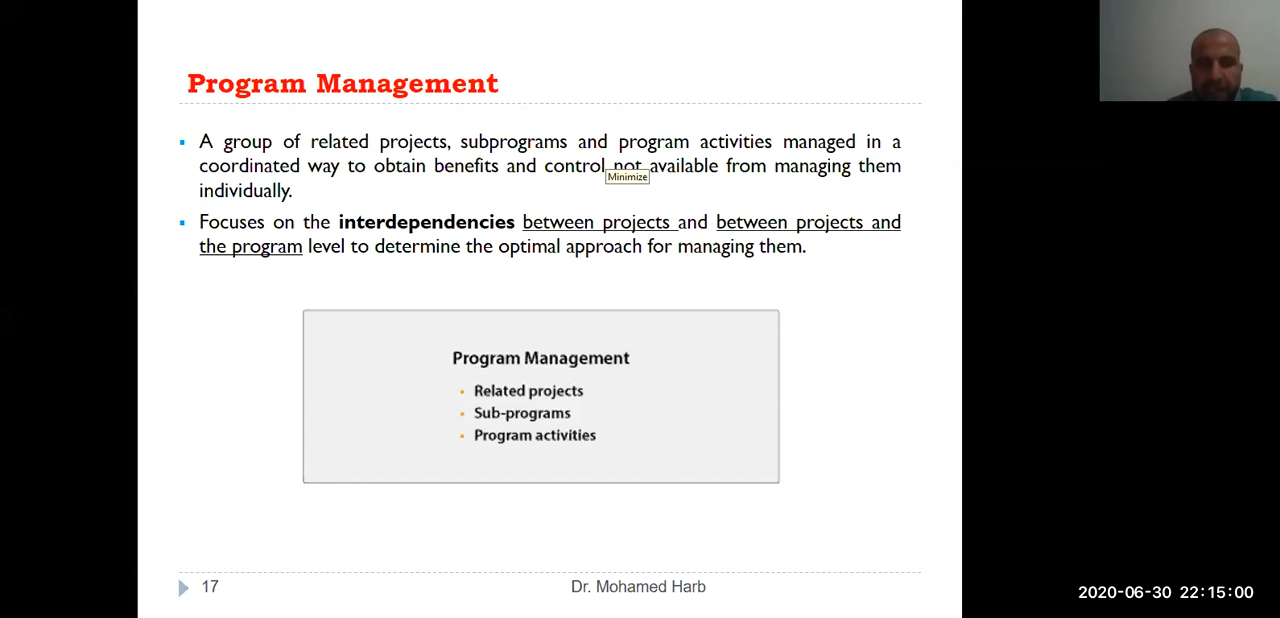 Program Management
A group of related projects, subprograms and program activities managed in a
coordinated way to obtain benefits and control not available from managing them
Minimize
individually.
Focuses on the interdependencies between projects and between projects and
the program level to determine the optimal approach for managing them.
Program Management
Related projects
Sub-programs
Program activities
17
Dr. Mohamed Harb
2020-06-30 22:15:00